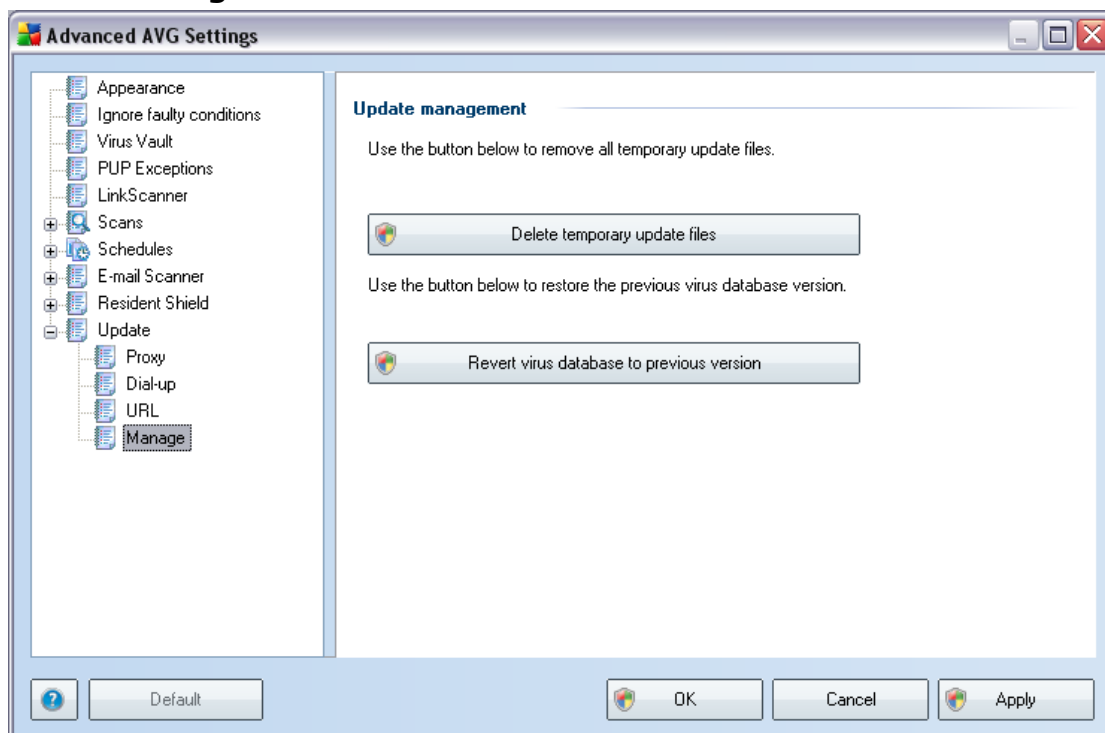 Advanced AVG Settings
Appearance
Ignore faulty conditions
Virus Vault
PUP Exceptions
LinkScanner
Scans
Schedules
E-mail Scanner
Resident Shield
Update
Proxy
Dial-up
URL
Manage
Update management
Use the button below to remove all temporary update files.
Delete temporary update files
Use the button below to restore the previous virus database version.
Revert virus database to previous version
Default
OK
Cancel
Apply